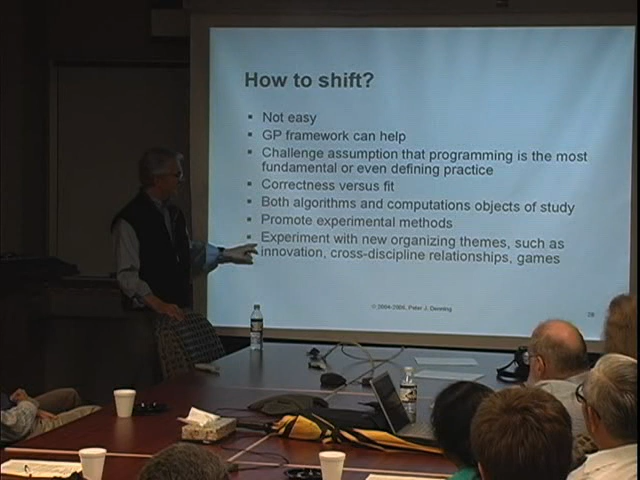 How to shift?
▪ Not easy
▪ GP framework can help
▪ Challenge assumption that programming is the most
fundamental or even defining practice
▪ Correctness versus fit
▪ Both algorithms and computations objects of study
▪ Promote experimental methods
▪ Experiment with new organizing themes, such as
innovation, cross-discipline relationships, games
© 2004-2006, Peter J. Denning